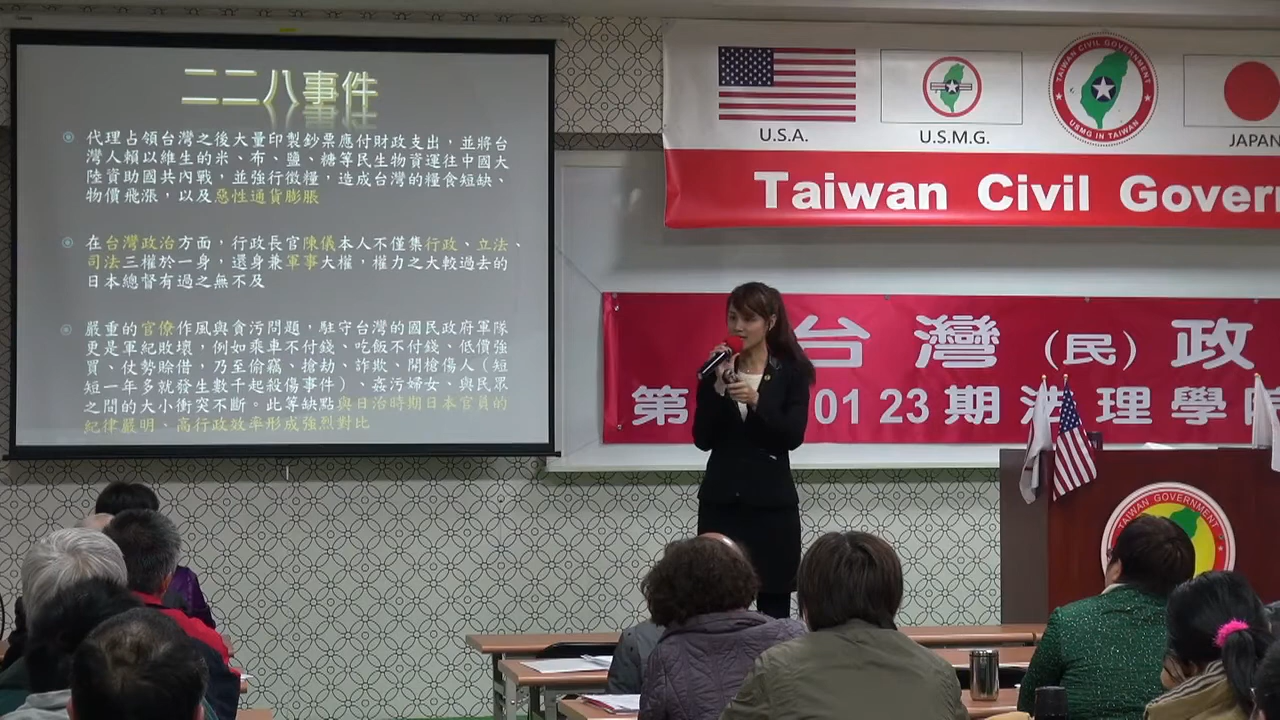 二二八事件
代理占領台灣之後大量印製鈔票應付財政支出，並將台
灣人賴以維生的米、布、鹽、糖等民生物資運往中國大
陸資助國共內戰，並強行徵糧，造成台灣的糧食短缺、
物價飛漲，以及惡性通貨膨脹
在台灣政治方面，行政長官陳儀本人不僅集行政、立法、
司法三權於一身，還身兼軍事大權，權力之大較過去的
日本總督有過之無不及
嚴重的官僚作風與貪污問題，駐守台灣的國民政府軍隊
更是軍紀敗壞，例如乘車不付錢、吃飯不付錢、低價強
買、仗勢賒借，乃至偷竊、搶劫、詐欺、開槍傷人（短
短一年多就發生數千起殺傷事件）、姦污婦女、與民眾
之間的大小衝突不斷。此等缺點與日治時期日本官員的
紀律嚴明、高行政效率形成強烈對比
U.S.A.
U.S.M.G.
TAIWAN CIVIL GOVERNMENT
USMG IN TAIWAN
JAPAN
Taiwan Civil Govern
台灣（民）政
第 0123期法理學院
TAIWAN GOVERNMENT